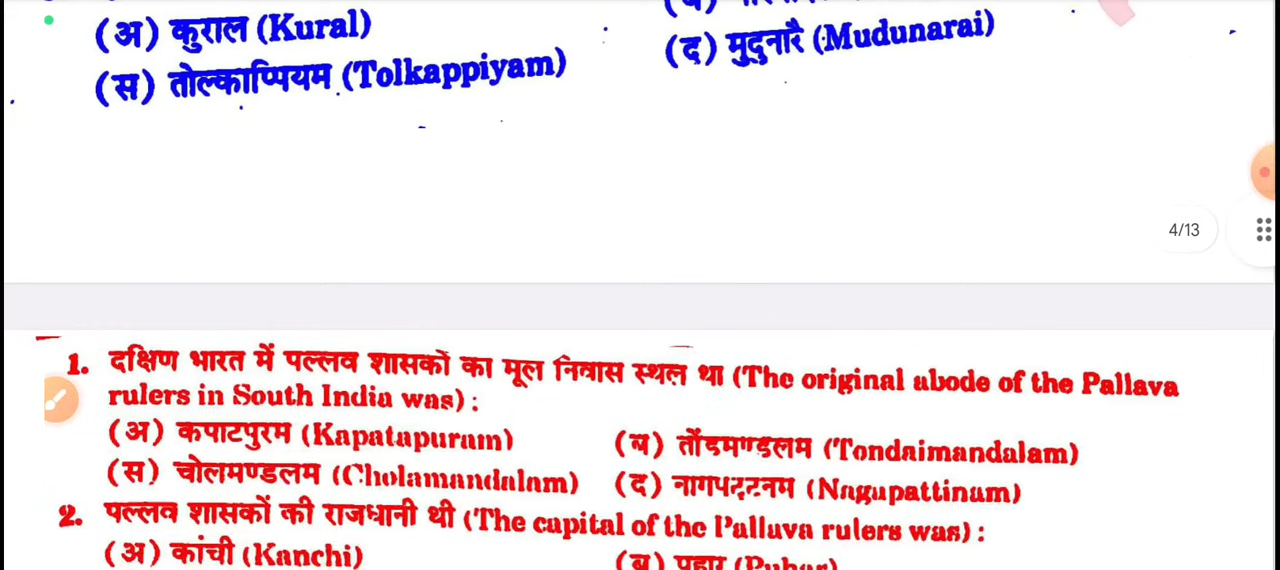 (अ) कुराल (Kural)
(द) मुदुनारै (Mudunarai)
(स) तोल्काप्पियम (Tolkappiyam)
4/13
1. दक्षिण भारत में पल्लव शासकों का मूल निवास स्थल था (The original abode of the Pallava
rulers in South India was) :
(अ) कपाटपुरम (Kapatapuram)
(ब) तोंडमण्डलम (Tondaimandalam)
(स) चोलमण्डलम (Cholamandalam)
(द) नागपट्टनम (Nagapattinam)
2. पल्लव शासकों की राजधानी थी (The capital of the Pallava rulers was) :
(अ) कांची (Kanchi)
(ब) पुहार (Puhar)